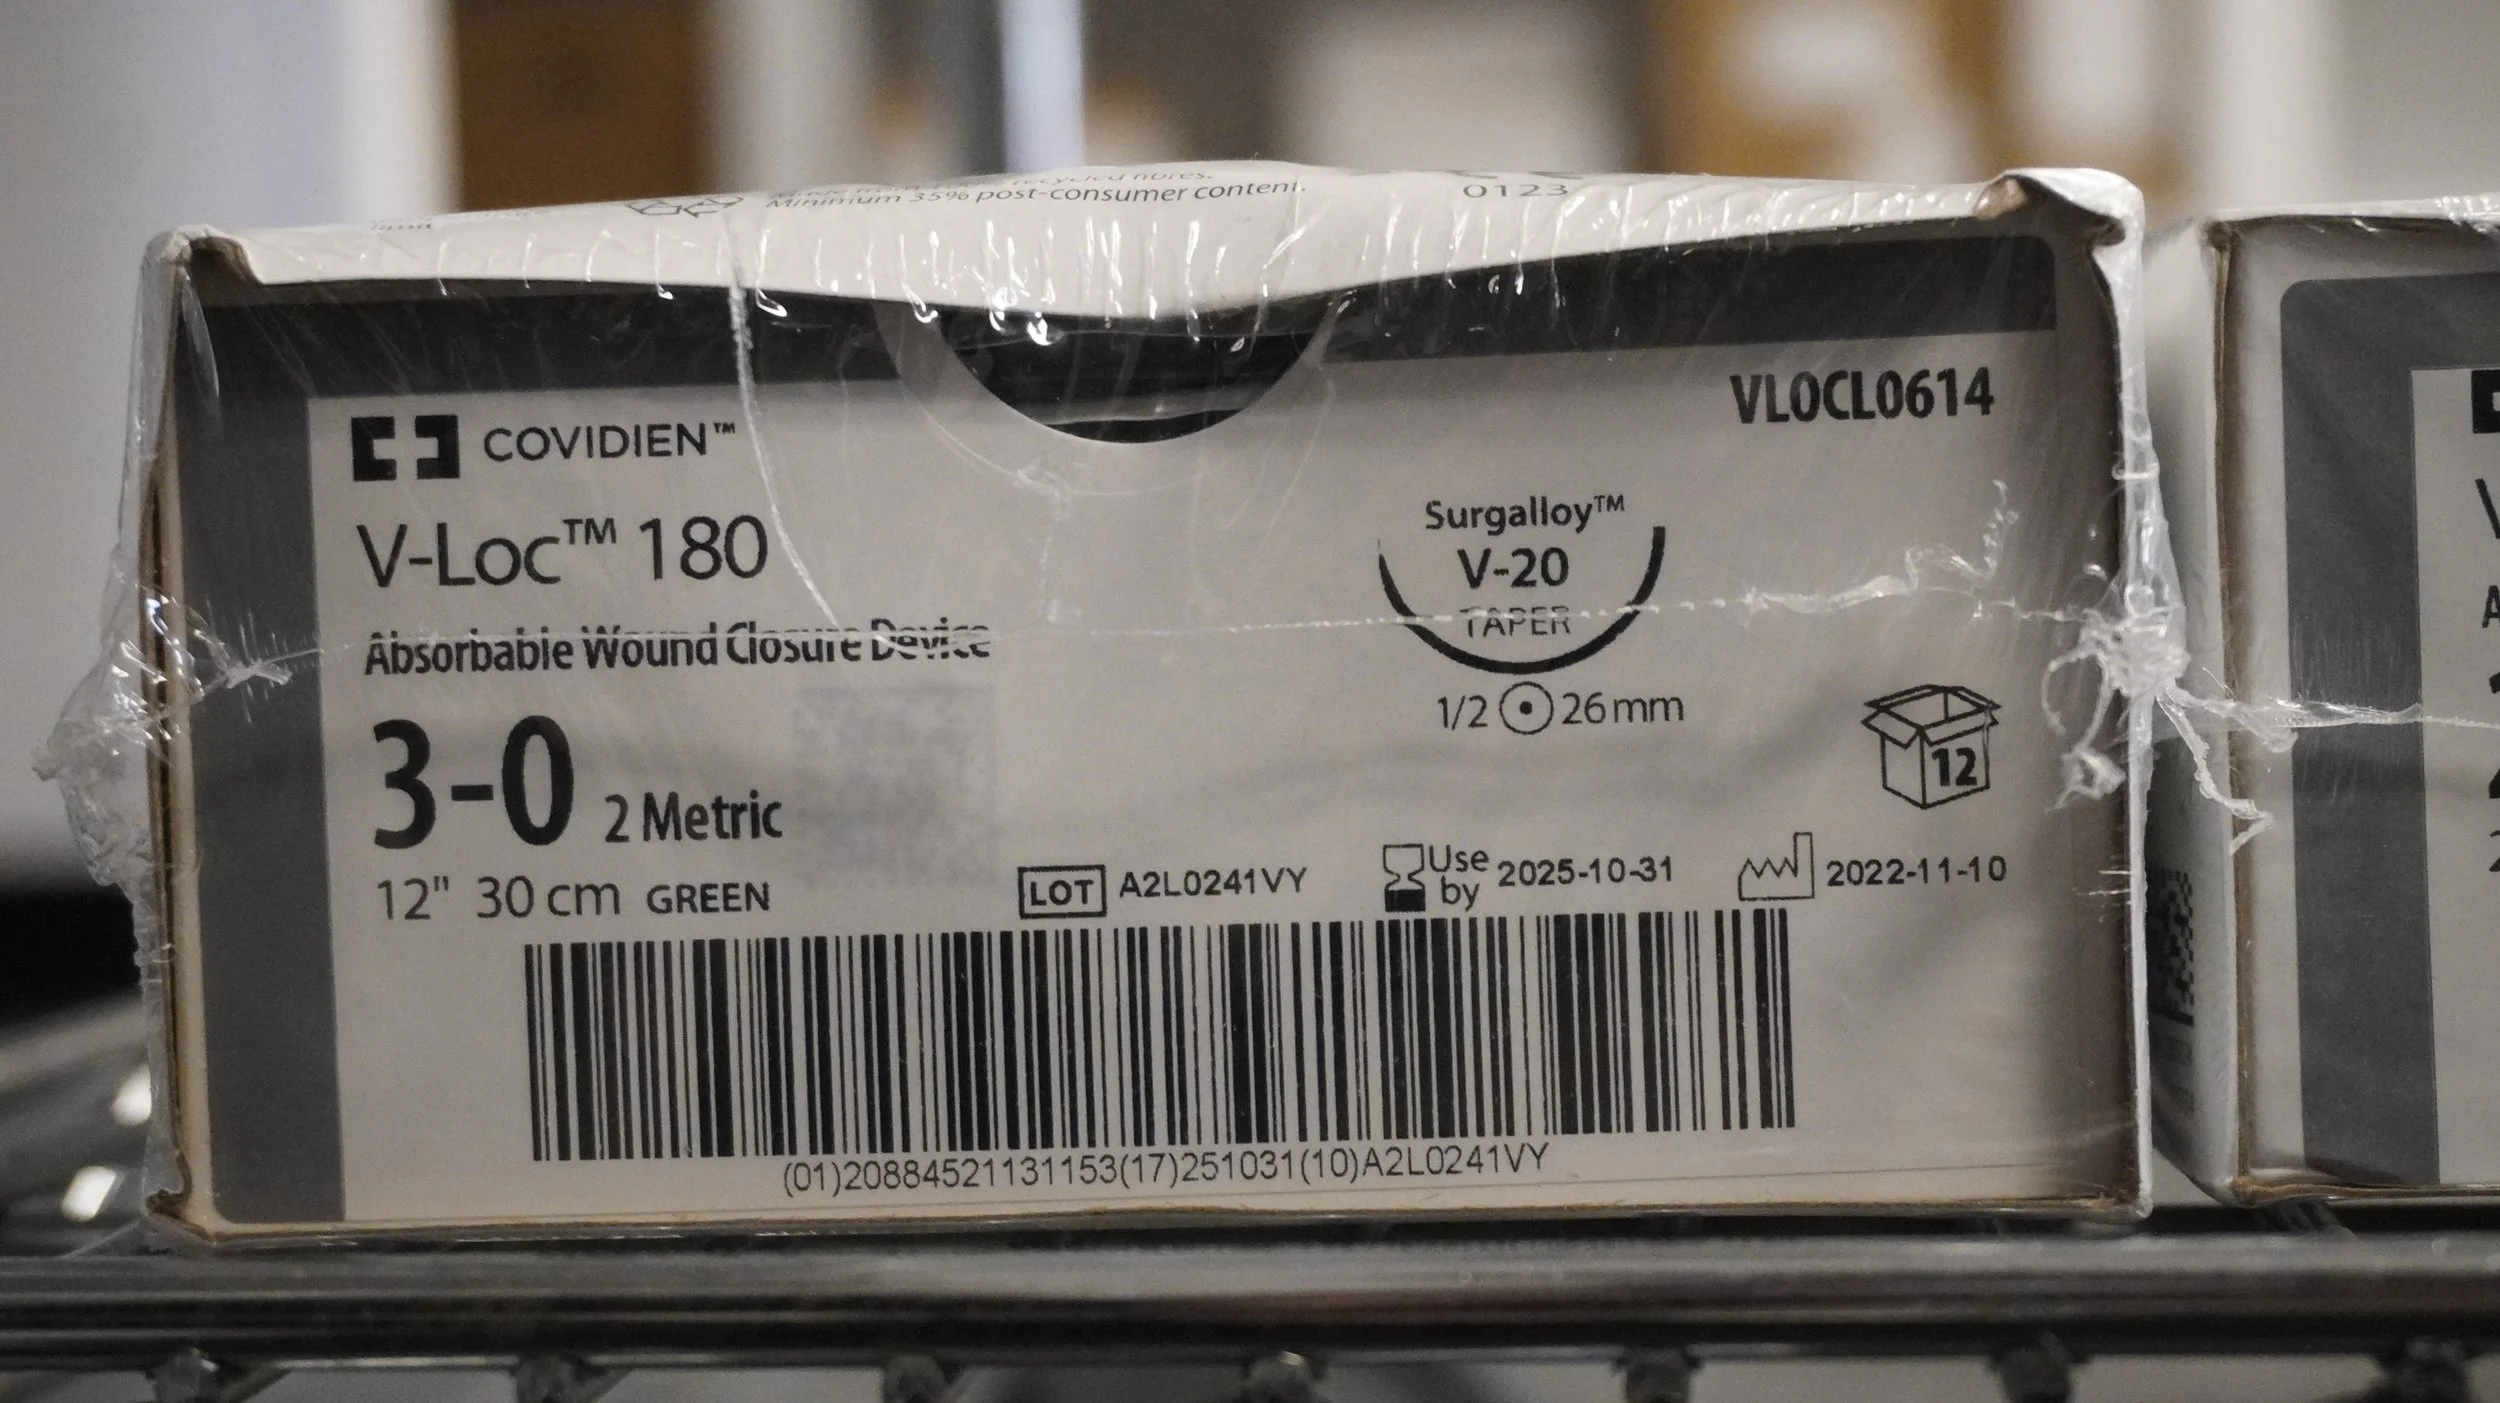 Minimum 35% post-consumer content.
0123
COVIDIEN™
VLOCL0614
V-Loc™ 180
Surgalloy™
V-20
TAPER
Absorbable Wound Closure Device
1/2 26mm
3-0 2 Metric
12
12" 30 cm GREEN
LOT A2L0241VY
Use by 2025-10-31
2022-11-10
(01)20884521131153(17)251031(10)A2L0241VY